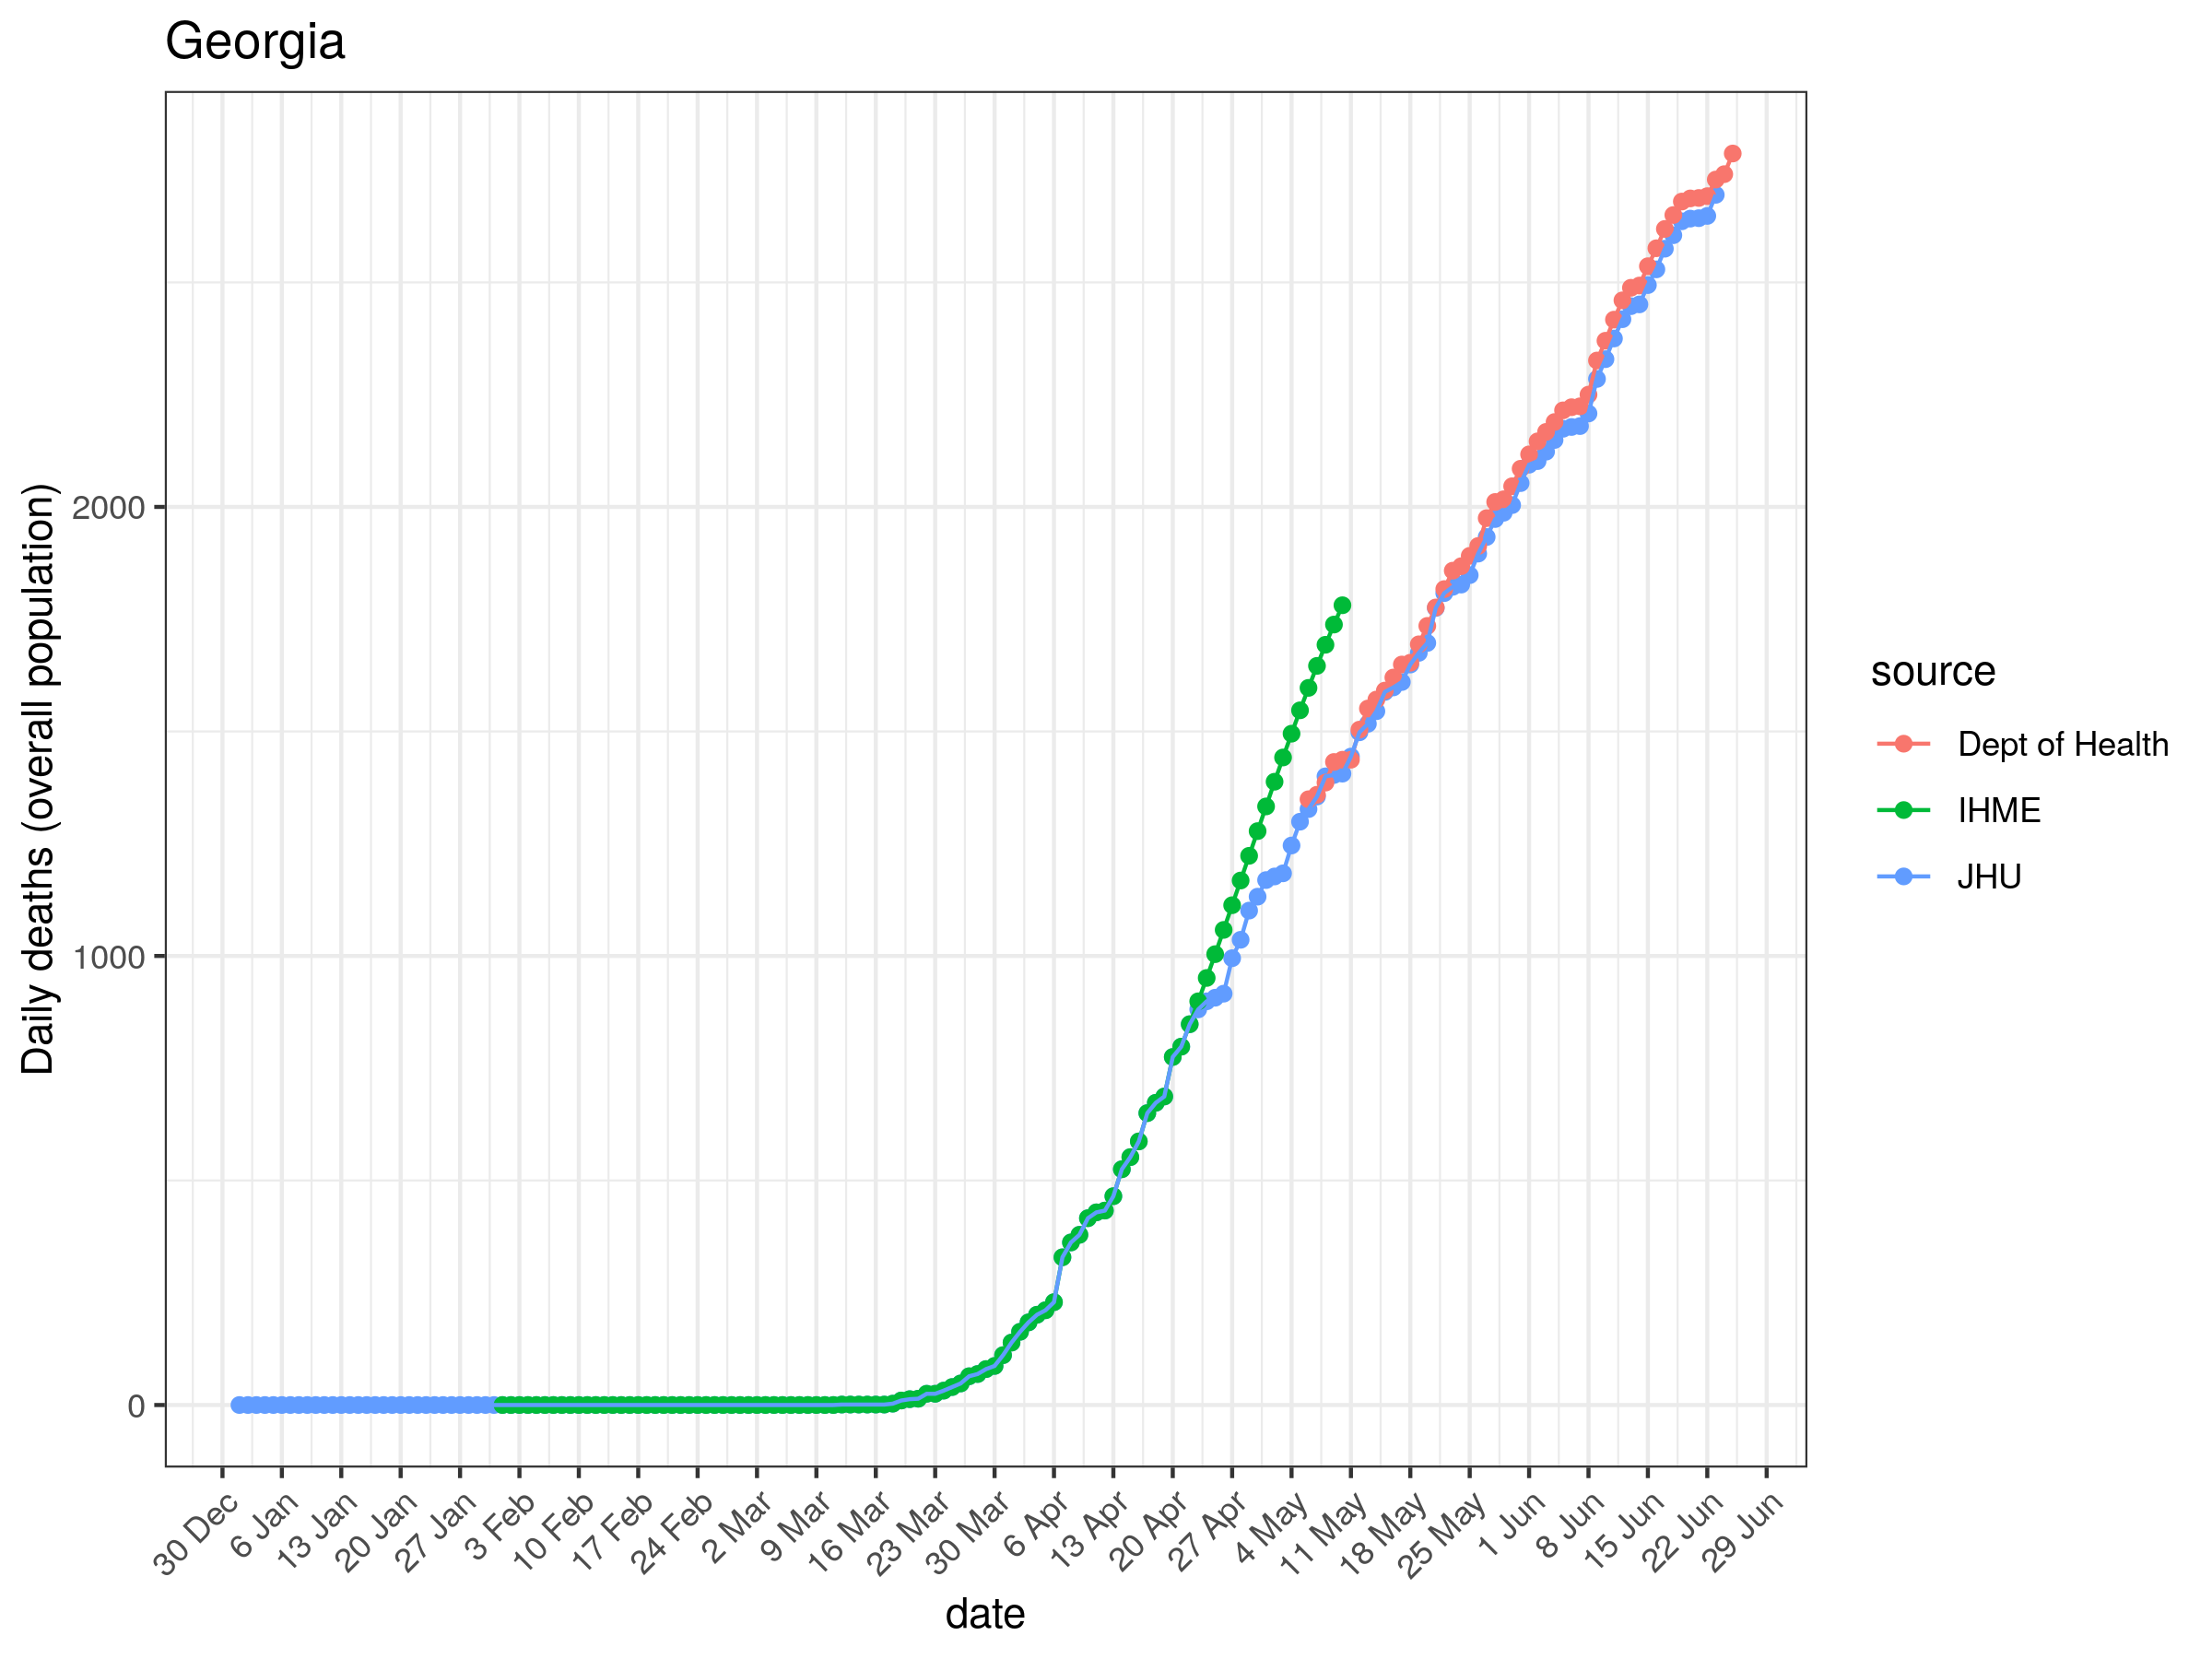 Georgia
Daily deaths (overall population)
2000
1000
0
30 Dec
6 Jan
13 Jan
20 Jan
27 Jan
3 Feb
10 Feb
17 Feb
24 Feb
2 Mar
9 Mar
16 Mar
23 Mar
30 Mar
6 Apr
13 Apr
20 Apr
27 Apr
4 May
11 May
18 May
25 May
1 Jun
8 Jun
15 Jun
22 Jun
29 Jun
date
source
Dept of Health
IHME
JHU